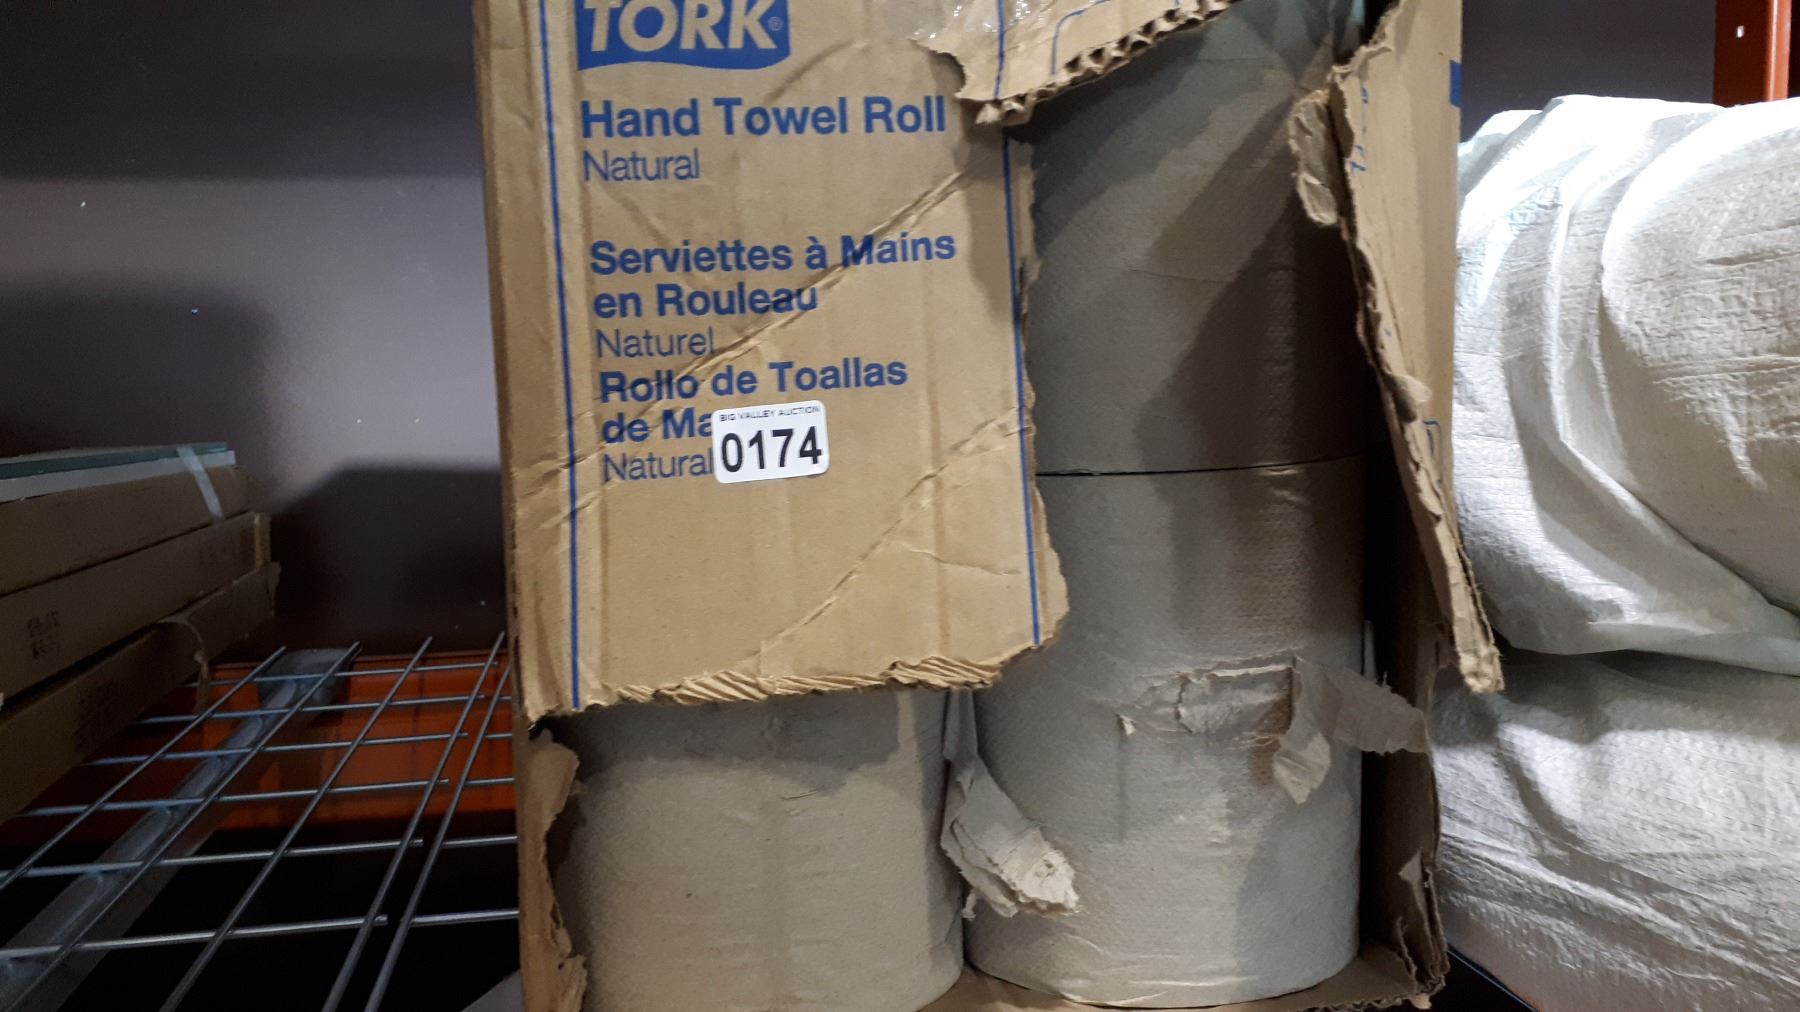 TORK®
Hand Towel Roll
Natural
Serviettes à Mains
en Rouleau
Naturel
Rollo de Toallas
de Ma
Natural
BIG VALLEY AUCTION
0174